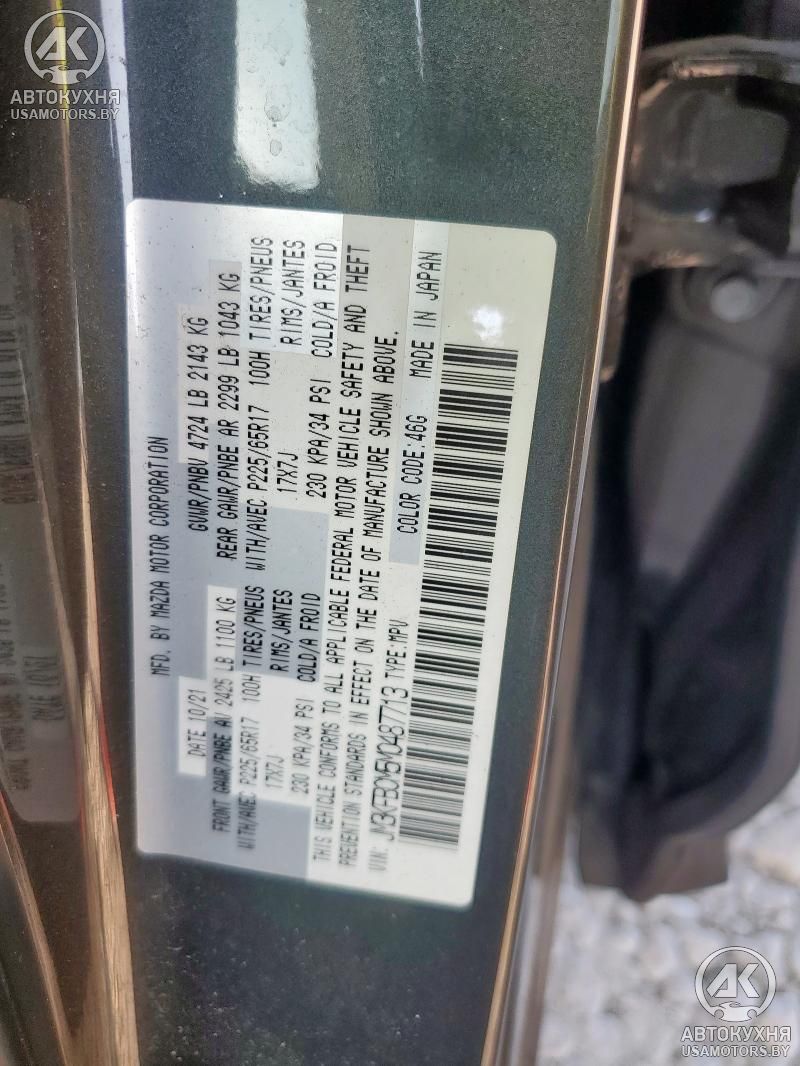 АК
АВТОКУХНЯ
USAMOTORS.BY
MFD. BY MAZDA MOTOR CORPORATION
DATE 10/21 GVWR/PNBV 4724 LB 2143 KG
FRONT GAWR/PNBE AV 2425 LB 1100 KG REAR GAWR/PNBE AR 2299 LB 1043 KG
WITH/AVEC P225/65R17 100H TIRES/PNEUS WITH/AVEC P225/65R17 100H TIRES/PNEUS
17X7J RIMS/JANTES 17X7J RIMS/JANTES
230 KPA/34 PSI COLD/A FROID 230 KPA/34 PSI COLD/A FROID
THIS VEHICLE CONFORMS TO ALL APPLICABLE FEDERAL MOTOR VEHICLE SAFETY AND THEFT
PREVENTION STANDARDS IN EFFECT ON THE DATE OF MANUFACTURE SHOWN ABOVE.
VIN: JM3KFBCM5M0487713 TYPE:MPV COLOR CODE:46G MADE IN JAPAN
АК
АВТОКУХНЯ
USAMOTORS.BY